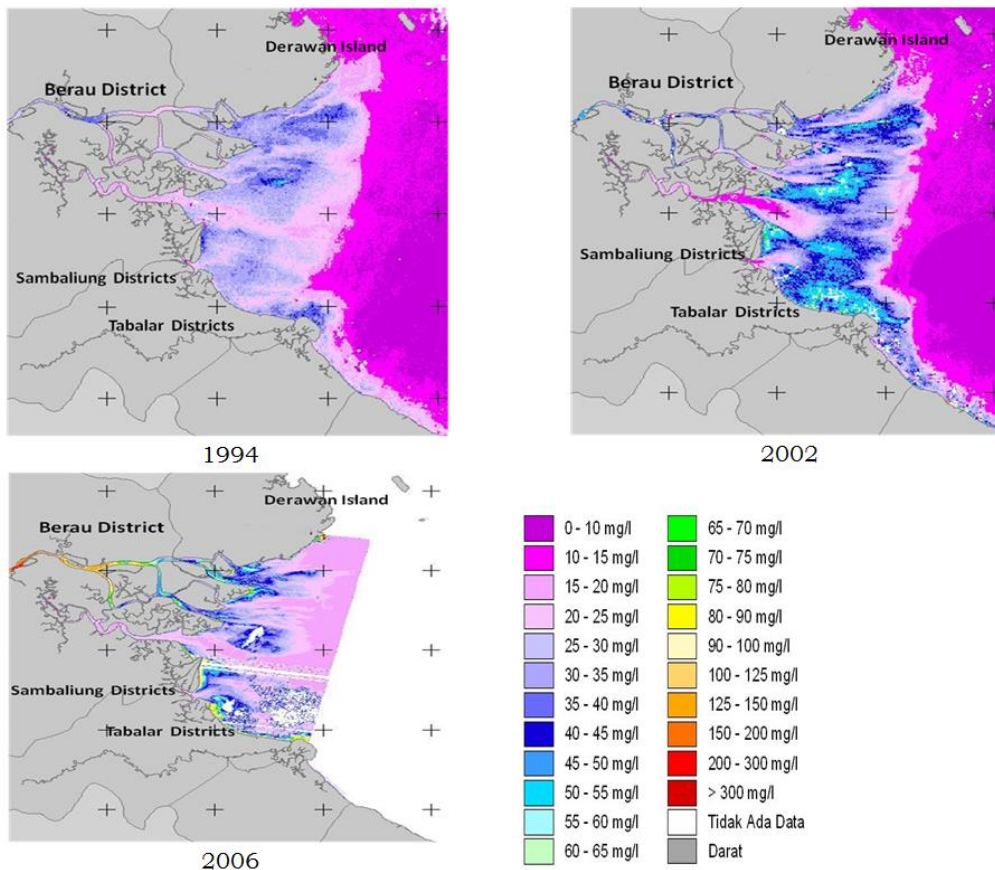 Derawan Island
Berau District
Sambaliung Districts
Tabalar Districts
1994
Derawan Island
Berau District
Sambaliung Districts
Tabalar Districts
2002
Derawan Island
Berau District
Sambaliung Districts
Tabalar Districts
2006
0 - 10 mg/l
10 - 15 mg/l
15 - 20 mg/l
20 - 25 mg/l
25 - 30 mg/l
30 - 35 mg/l
35 - 40 mg/l
40 - 45 mg/l
45 - 50 mg/l
50 - 55 mg/l
55 - 60 mg/l
60 - 65 mg/l
65 - 70 mg/l
70 - 75 mg/l
75 - 80 mg/l
80 - 90 mg/l
90 - 100 mg/l
100 - 125 mg/l
125 - 150 mg/l
150 - 200 mg/l
200 - 300 mg/l
> 300 mg/l
Tidak Ada Data
Darat